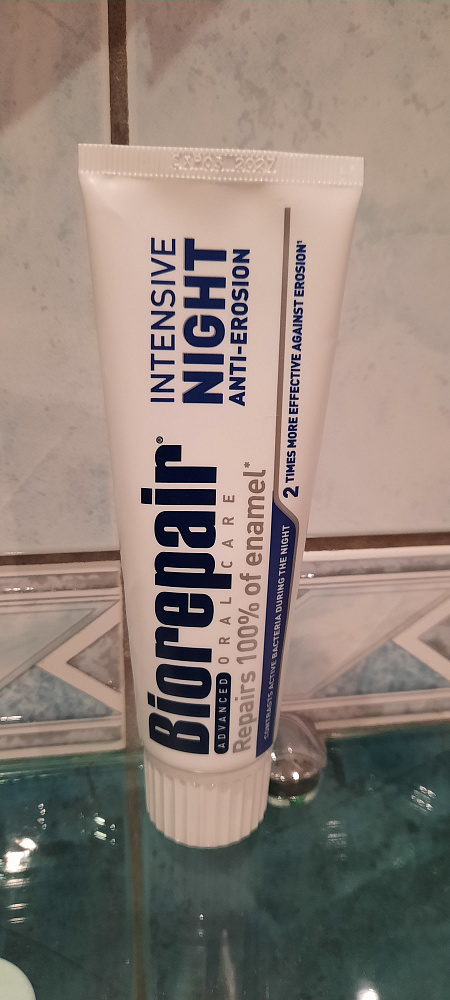 Biorepair®
ADVANCED ORAL CARE
Repairs 100% of enamel*
INTENSIVE
NIGHT
ANTI-EROSION
CONTRASTS ACTIVE BACTERIA DURING THE NIGHT
2 TIMES MORE EFFECTIVE AGAINST EROSION¹